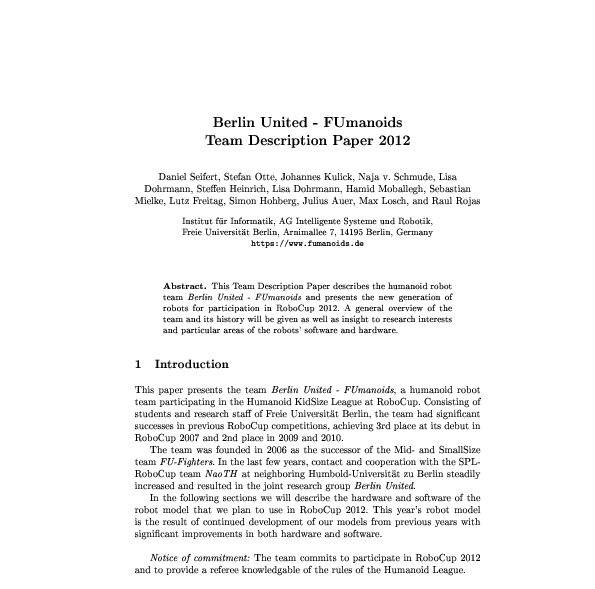 Berlin United - FUmanoids
Team Description Paper 2012
Daniel Seifert, Stefan Otte, Johannes Kulick, Naja v. Schmude, Lisa
Dohrmann, Steffen Heinrich, Lisa Dohrmann, Hamid Moballegh, Sebastian
Mielke, Lutz Freitag, Simon Hohberg, Julius Auer, Max Losch, and Raul Rojas
Institut für Informatik, AG Intelligente Systeme und Robotik,
Freie Universität Berlin, Arnimallee 7, 14195 Berlin, Germany
https://www.fumanoids.de
Abstract. This Team Description Paper describes the humanoid robot
team Berlin United - FUmanoids and presents the new generation of
robots for participation in RoboCup 2012. A general overview of the
team and its history will be given as well as insight to research interests
and particular areas of the robots' software and hardware.
1 Introduction
This paper presents the team Berlin United - FUmanoids, a humanoid robot
team participating in the Humanoid KidSize League at RoboCup. Consisting of
students and research staff of Freie Universität Berlin, the team had significant
successes in previous RoboCup competitions, achieving 3rd place at its debut in
RoboCup 2007 and 2nd place in 2009 and 2010.
The team was founded in 2006 as the successor of the Mid- and SmallSize
team FU-Fighters. In the last few years, contact and cooperation with the SPL-
RoboCup team NaoTH at neighboring Humbold-Universität zu Berlin steadily
increased and resulted in the joint research group Berlin United.
In the following sections we will describe the hardware and software of the
robot model that we plan to use in RoboCup 2012. This year's robot model
is the result of continued development of our models from previous years with
significant improvements in both hardware and software.
Notice of commitment: The team commits to participate in RoboCup 2012
and to provide a referee knowledgable of the rules of the Humanoid League.